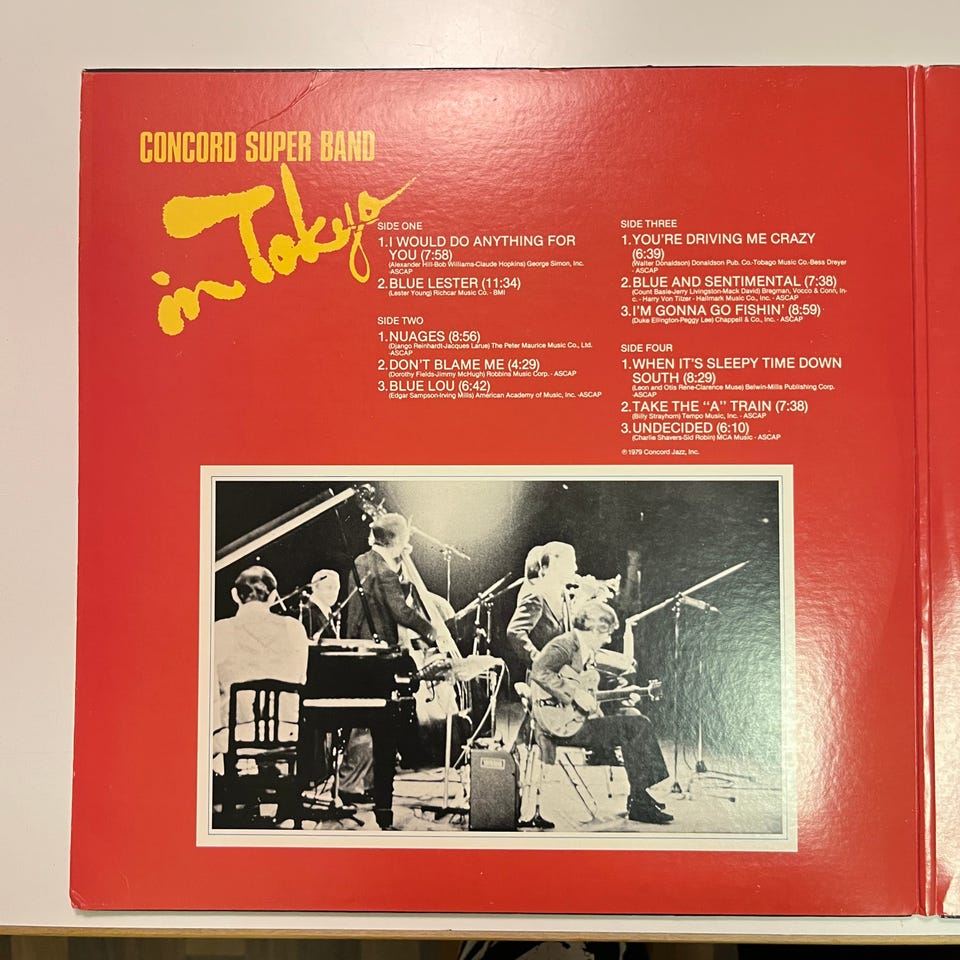 CONCORD SUPER BAND
in Tokyo
SIDE ONE
1. I WOULD DO ANYTHING FOR
YOU (7:58)
(Alexander Hill-Bob Williams-Claude Hopkins) George Simon, Inc.
- ASCAP
2. BLUE LESTER (11:34)
(Lester Young) Richcar Music Co. - BMI
SIDE TWO
1. NUAGES (8:56)
(Django Reinhardt-Jacques Larue) The Peter Maurice Music Co., Ltd.
-ASCAP
2. DON'T BLAME ME (4:29)
(Dorothy Fields-Jimmy McHugh) Robbins Music Corp. - ASCAP
3. BLUE LOU (6:42)
(Edgar Sampson-Irving Mills) American Academy of Music, Inc. -ASCAP
SIDE THREE
1. YOU'RE DRIVING ME CRAZY
(6:39)
(Walter Donaldson) Donaldson Pub. Co.-Tobago Music Co.-Bess Dreyer
- ASCAP
2. BLUE AND SENTIMENTAL (7:38)
(Count Basie-Jerry Livingston-Mack David) Bregman, Vocco & Conn, In-
c. - Harry Von Tilzer - Hallmark Music Co., Inc. - ASCAP
3. I'M GONNA GO FISHIN' (8:59)
(Duke Ellington-Peggy Lee) Chappell & Co., Inc. - ASCAP
SIDE FOUR
1. WHEN IT'S SLEEPY TIME DOWN
SOUTH (8:29)
(Leon and Otis Rene-Clarence Muse) Belwin-Mills Publishing Corp.
-ASCAP
2. TAKE THE "A" TRAIN (7:38)
(Billy Strayhorn) Tempo Music, Inc. - ASCAP
3. UNDECIDED (6:10)
(Charlie Shavers-Sid Robin) MCA Music - ASCAP
℗ 1979 Concord Jazz, Inc.